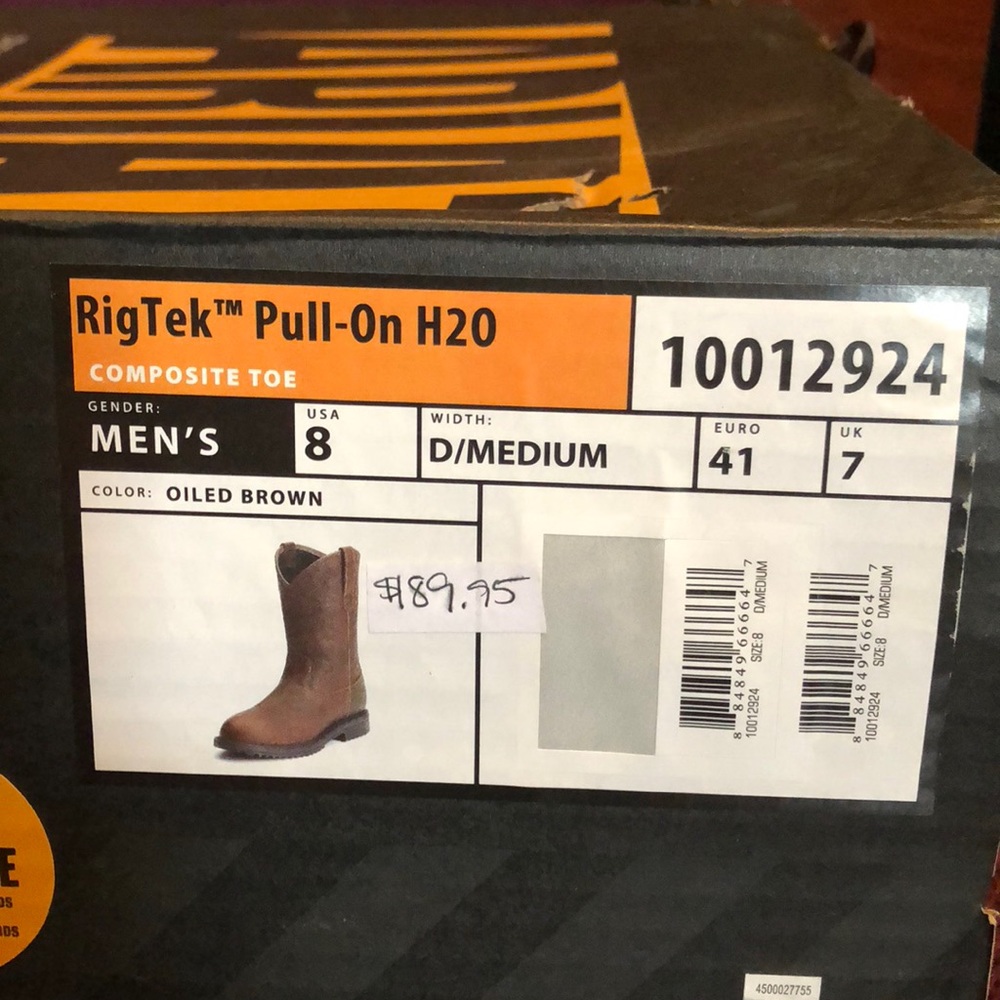 RigTek™ Pull-On H20
COMPOSITE TOE
10012924
GENDER:
MEN'S
USA
8
WIDTH:
D/MEDIUM
EURO
41
UK
7
COLOR: OILED BROWN
$189.95
8 84849 66664 7
10012924 SIZE:8 D/MEDIUM
8 84849 66664 7
10012924 SIZE:8 D/MEDIUM
4500027755